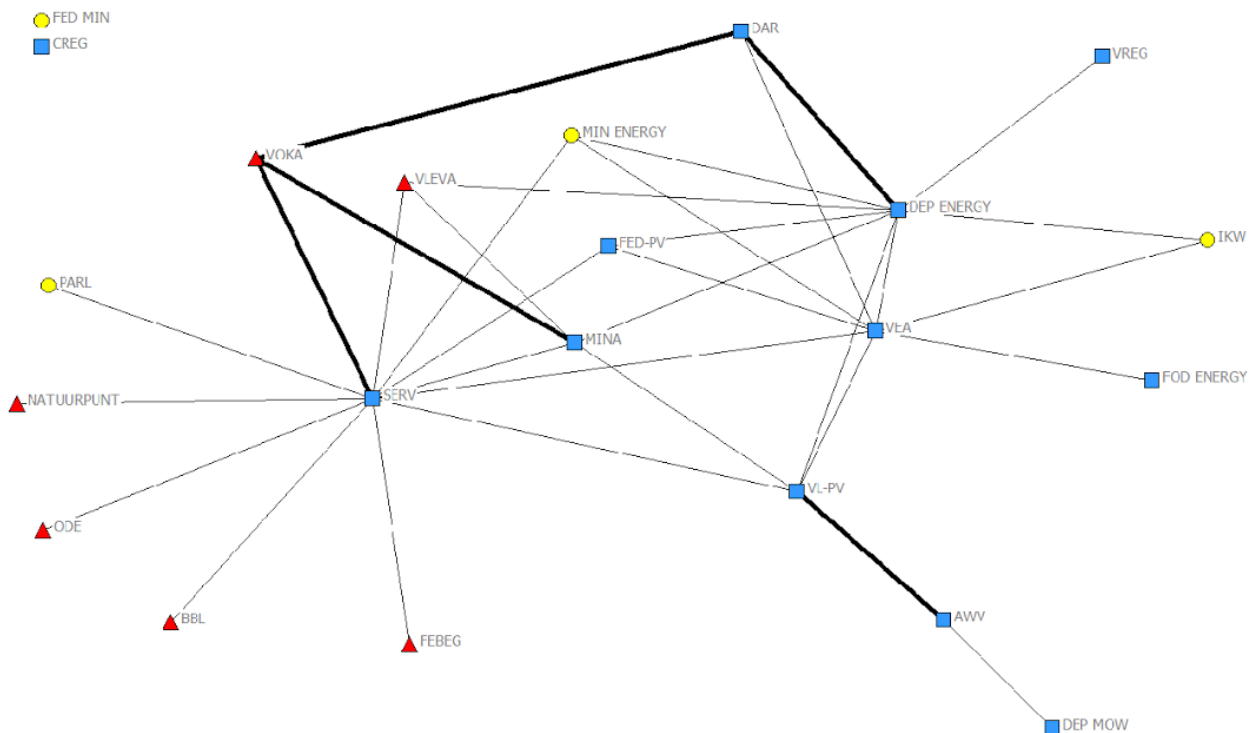 FED MIN
CREG
DAR
VREG
MIN ENERGY
VOKA
VLEVA
DEP ENERGY
FED-PV
IKW
PARL
MINA
VEA
FOD ENERGY
SERV
NATUURPUNT
VL-PV
ODE
BBL
AWV
FEBEG
DEP MOW